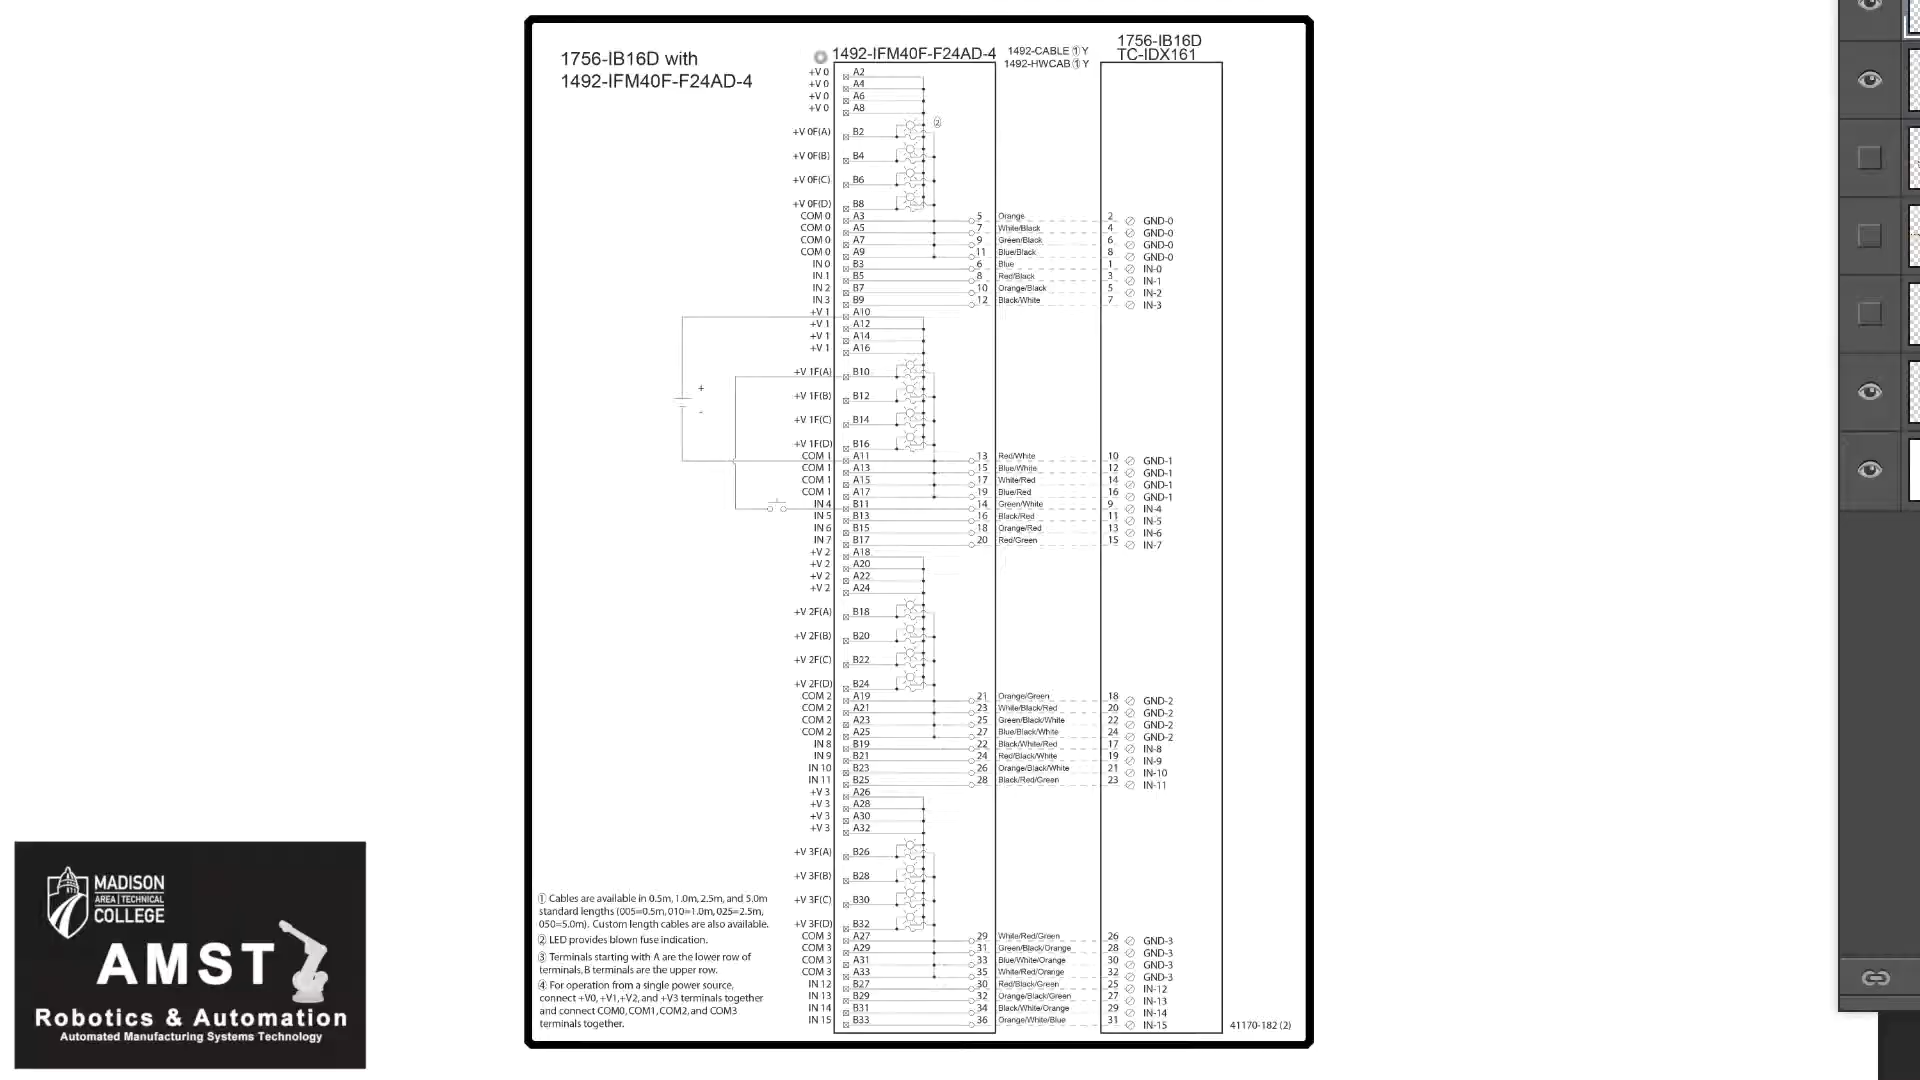 1756-IB16D with
1492-IFM40F-F24AD-4
1492-IFM40F-F24AD-4
1492-CABLE ① Y
1492-HWCAB ① Y
1756-IB16D
TC-IDX161
+V 0 A2
+V 0 A4
+V 0 A6
+V 0 A8
②
+V 0F(A) B2
+V 0F(B) B4
+V 0F(C) B6
+V 0F(D) B8
COM 0 A3 5 Orange 2 GND-0
COM 0 A5 7 White/Black 4 GND-0
COM 0 A7 9 Green/Black 6 GND-0
COM 0 A9 11 Blue/Black 8 GND-0
IN 0 B3 6 Blue 1 IN-0
IN 1 B5 8 Red/Black 3 IN-1
IN 2 B7 10 Orange/Black 5 IN-2
IN 3 B9 12 Black/White 7 IN-3
+V 1 A10
+V 1 A12
+V 1 A14
+V 1 A16
+V 1F(A) B10
+
+V 1F(B) B12
-
+V 1F(C) B14
+V 1F(D) B16
COM 1 A11 13 Red/White 10 GND-1
COM 1 A13 15 Blue/White 12 GND-1
COM 1 A15 17 White/Red 14 GND-1
COM 1 A17 19 Blue/Red 16 GND-1
IN 4 B11 14 Green/White 9 IN-4
IN 5 B13 16 Black/Red 11 IN-5
IN 6 B15 18 Orange/Red 13 IN-6
IN 7 B17 20 Red/Green 15 IN-7
+V 2 A18
+V 2 A20
+V 2 A22
+V 2 A24
+V 2F(A) B18
+V 2F(B) B20
+V 2F(C) B22
+V 2F(D) B24
COM 2 A19 21 Orange/Green 18 GND-2
COM 2 A21 23 White/Black/Red 20 GND-2
COM 2 A23 25 Green/Black/White 22 GND-2
COM 2 A25 27 Blue/Black/White 24 GND-2
IN 8 B19 22 Black/White/Red 17 IN-8
IN 9 B21 24 Red/Black/White 19 IN-9
IN 10 B23 26 Orange/Black/White 21 IN-10
IN 11 B25 28 Black/Red/Green 23 IN-11
+V 3 A26
+V 3 A28
+V 3 A30
+V 3 A32
+V 3F(A) B26
+V 3F(B) B28
+V 3F(C) B30
+V 3F(D) B32
COM 3 A27 29 White/Red/Green 26 GND-3
COM 3 A29 31 Green/Black/Orange 28 GND-3
COM 3 A31 33 Blue/White/Orange 30 GND-3
COM 3 A33 35 White/Red/Orange 32 GND-3
IN 12 B27 30 Red/Black/Green 25 IN-12
IN 13 B29 32 Orange/Black/Green 27 IN-13
IN 14 B31 34 Black/White/Orange 29 IN-14
IN 15 B33 36 Orange/White/Blue 31 IN-15
① Cables are available in 0.5m, 1.0m, 2.5m, and 5.0m
standard lengths (005=0.5m, 010=1.0m, 025=2.5m,
050=5.0m). Custom length cables are also available.
② LED provides blown fuse indication.
③ Terminals starting with A are the lower row of
terminals, B terminals are the upper row.
④ For operation from a single power source,
connect +V0, +V1, +V2, and +V3 terminals together
and connect COM0, COM1, COM2, and COM3
terminals together.
41170-182 (2)
MADISON
AREA TECHNICAL
COLLEGE
AMST
Robotics & Automation
Automated Manufacturing Systems Technology